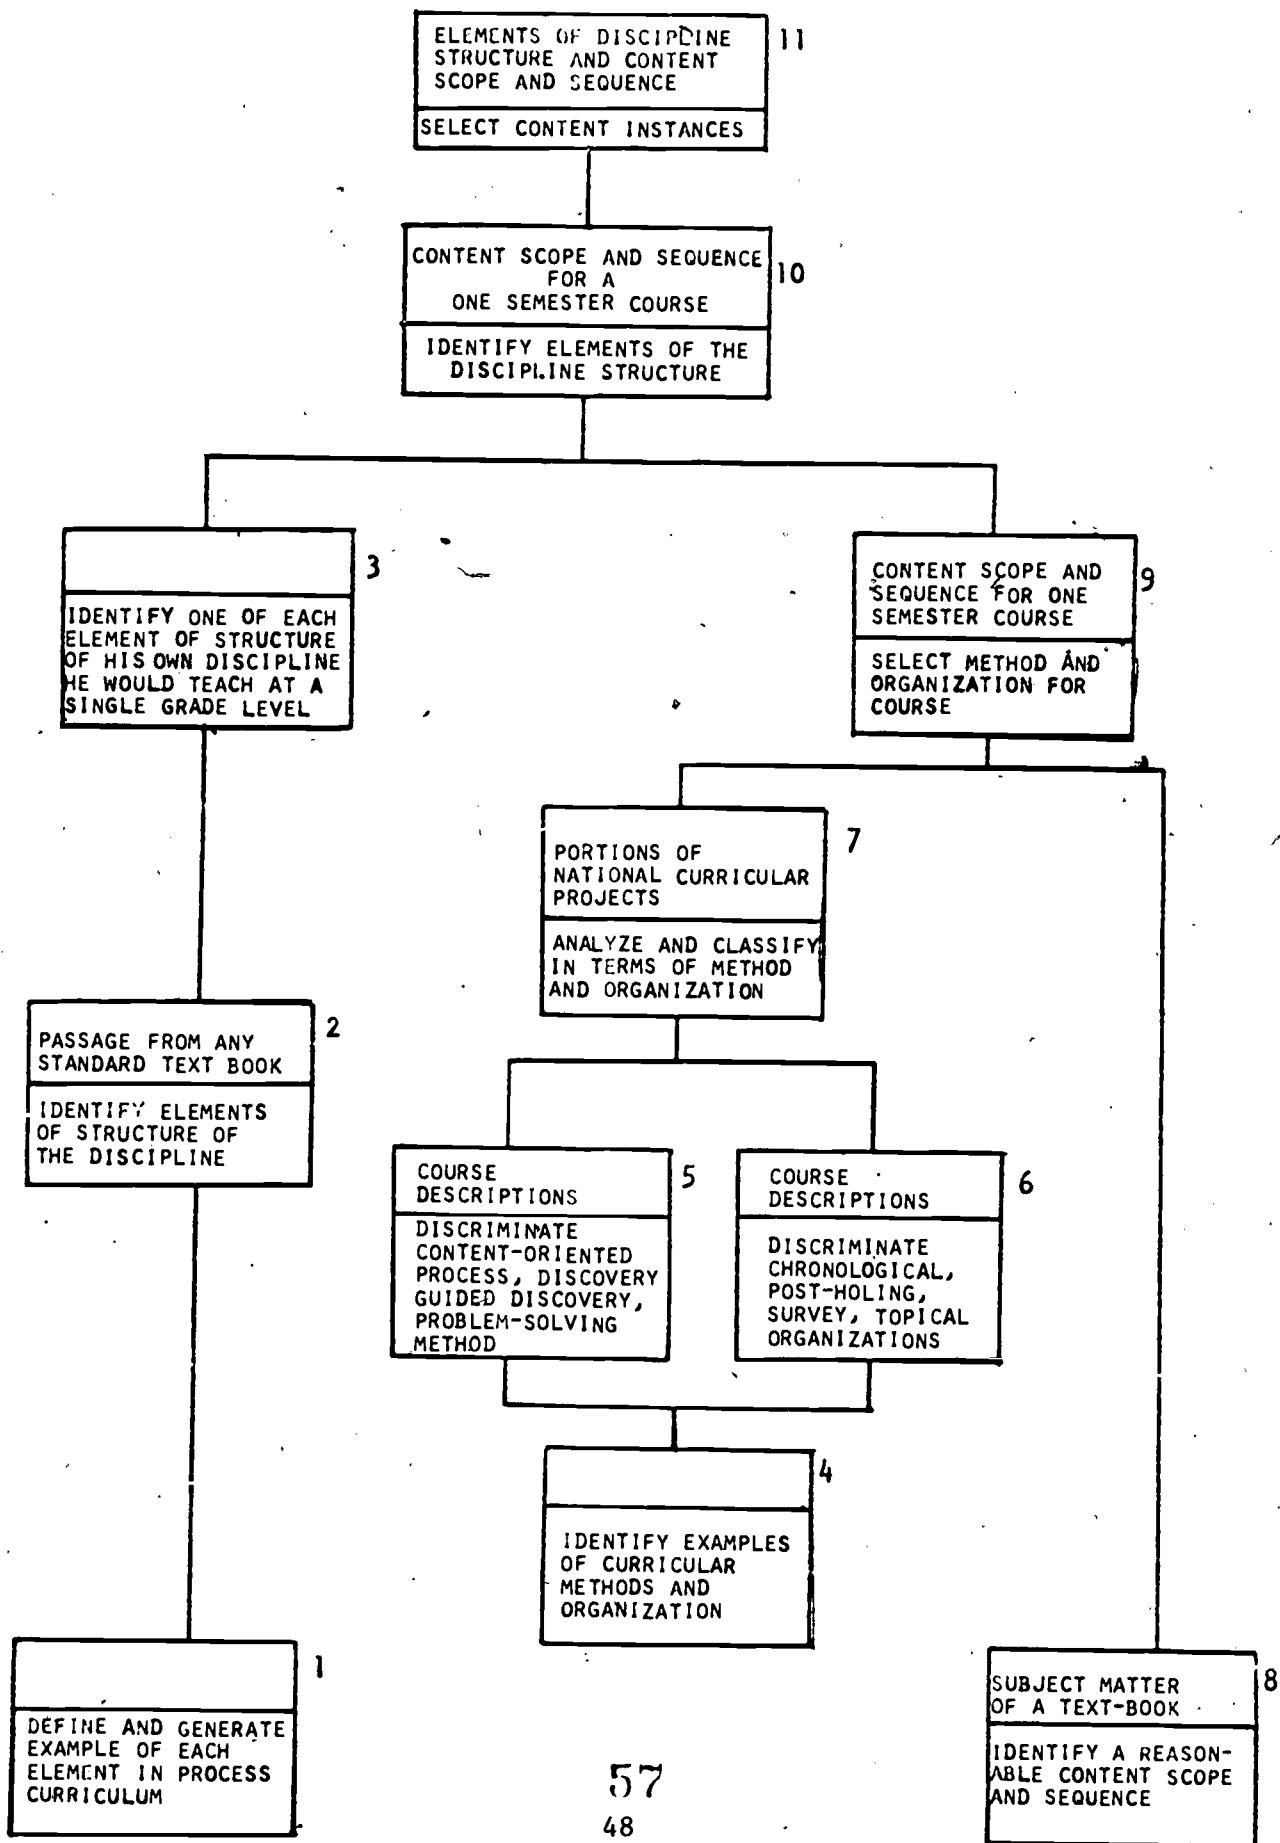 ELEMENTS OF DISCIPLINE
STRUCTURE AND CONTENT
SCOPE AND SEQUENCE
SELECT CONTENT INSTANCES
11
CONTENT SCOPE AND SEQUENCE
FOR A
ONE SEMESTER COURSE
IDENTIFY ELEMENTS OF THE
DISCIPLINE STRUCTURE
10
3
IDENTIFY ONE OF EACH
ELEMENT OF STRUCTURE
OF HIS OWN DISCIPLINE
HE WOULD TEACH AT A
SINGLE GRADE LEVEL
CONTENT SCOPE AND
SEQUENCE FOR ONE
SEMESTER COURSE
SELECT METHOD AND
ORGANIZATION FOR
COURSE
9
PORTIONS OF
NATIONAL CURRICULAR
PROJECTS
ANALYZE AND CLASSIFY
IN TERMS OF METHOD
AND ORGANIZATION
7
PASSAGE FROM ANY
STANDARD TEXT BOOK
IDENTIFY ELEMENTS
OF STRUCTURE OF
THE DISCIPLINE
2
COURSE
DESCRIPTIONS
DISCRIMINATE
CONTENT-ORIENTED
PROCESS, DISCOVERY
GUIDED DISCOVERY,
PROBLEM-SOLVING
METHOD
5
COURSE
DESCRIPTIONS
DISCRIMINATE
CHRONOLOGICAL,
POST-HOLING,
SURVEY, TOPICAL
ORGANIZATIONS
6
4
IDENTIFY EXAMPLES
OF CURRICULAR
METHODS AND
ORGANIZATION
1
DEFINE AND GENERATE
EXAMPLE OF EACH
ELEMENT IN PROCESS
CURRICULUM
SUBJECT MATTER
OF A TEXT-BOOK
IDENTIFY A REASON-
ABLE CONTENT SCOPE
AND SEQUENCE
8
57
48